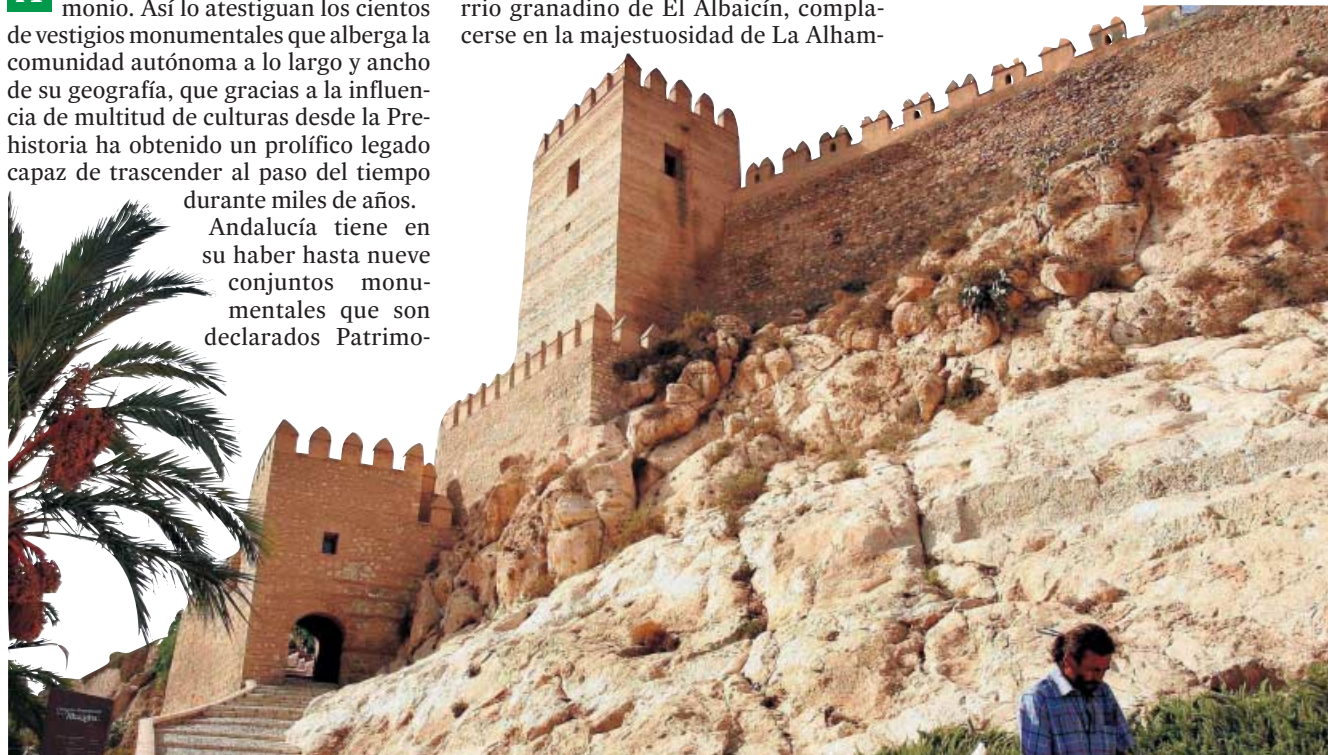 monio. Así lo atestiguan los cientos
de vestigios monumentales que alberga la
comunidad autónoma a lo largo y ancho
de su geografía, que gracias a la influen-
cia de multitud de culturas desde la Pre-
historia ha obtenido un prolífico legado
capaz de trascender al paso del tiempo
durante miles de años.
Andalucía tiene en
su haber hasta nueve
conjuntos monu-
mentales que son
declarados Patrimo-
rrio granadino de El Albaicín, compla-
cerse en la majestuosidad de La Alham-